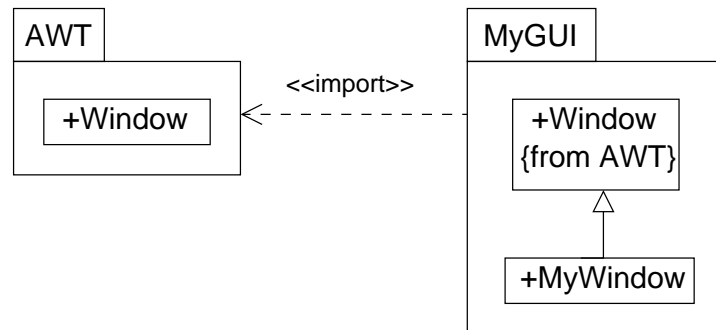 AWT
+Window
<<import>>
MyGUI
+Window
{from AWT}
+MyWindow